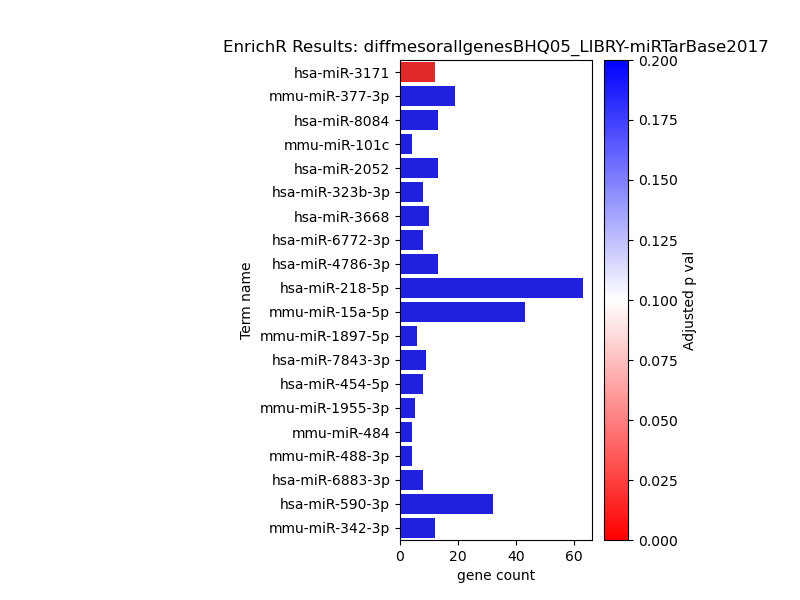 EnrichR Results: diffmesorallgenesBHQ05_LIBRY-miRTarBase2017
Term name
hsa-miR-3171
mmu-miR-377-3p
hsa-miR-8084
mmu-miR-101c
hsa-miR-2052
hsa-miR-323b-3p
hsa-miR-3668
hsa-miR-6772-3p
hsa-miR-4786-3p
hsa-miR-218-5p
mmu-miR-15a-5p
mmu-miR-1897-5p
hsa-miR-7843-3p
hsa-miR-454-5p
mmu-miR-1955-3p
mmu-miR-484
mmu-miR-488-3p
hsa-miR-6883-3p
hsa-miR-590-3p
mmu-miR-342-3p
0 20 40 60
gene count
0.200
0.175
0.150
0.125
0.100
0.075
0.050
0.025
0.000
Adjusted p val